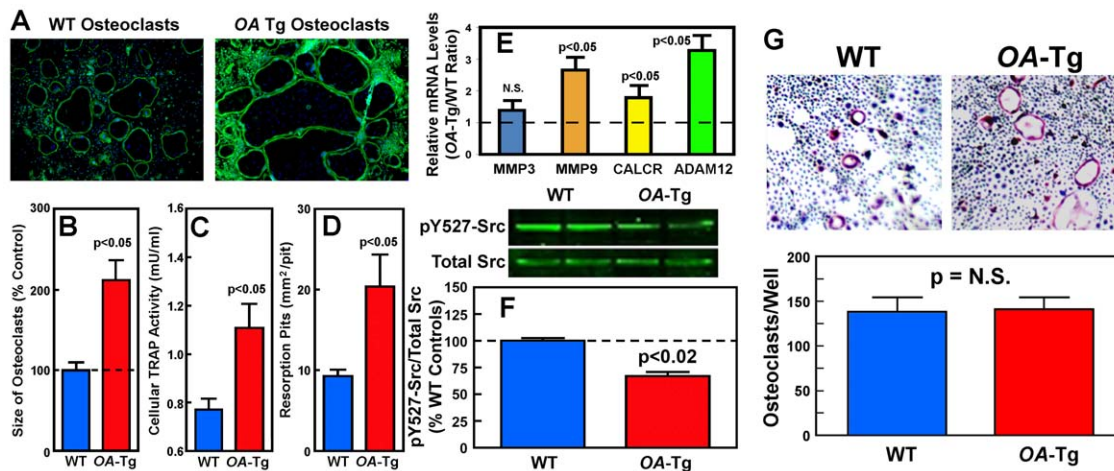 A
WT Osteoclasts
OA Tg Osteoclasts
B
Size of Osteoclasts (% Control)
300
200
100
0
p<0.05
WT
OA-Tg
C
Cellular TRAP Activity (mU/ml)
1.6
1.4
1.2
1.0
0.8
0.6
p<0.05
WT
OA-Tg
D
Resorption Pits (mm²/pit)
30
20
10
0
p<0.05
WT
OA-Tg
E
Relative mRNA Levels
(OA-Tg/WT Ratio)
4
3
2
1
0
N.S.
p<0.05
p<0.05
p<0.05
MMP3
MMP9
CALCR
ADAM12
WT
OA-Tg
pY527-Src
Total Src
F
pY527-Src/Total Src
(% WT Controls)
150
125
100
75
50
25
0
p<0.02
WT
OA-Tg
G
WT
OA-Tg
Osteoclasts/Well
200
150
100
50
0
p = N.S.
WT
OA-Tg